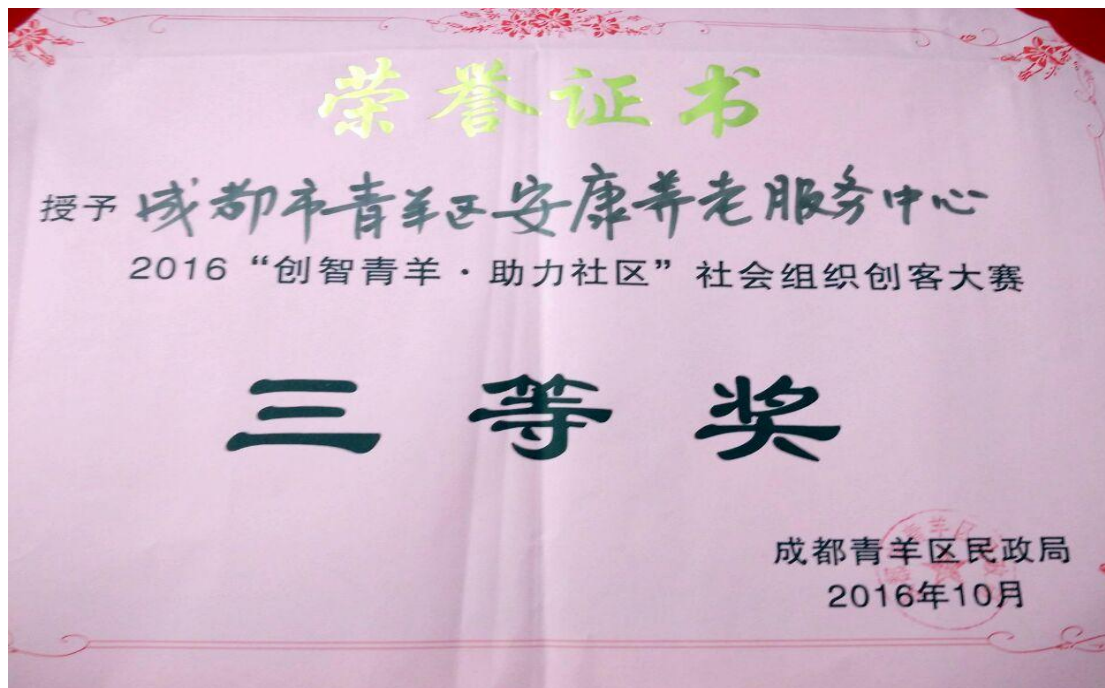 荣誉证书
授予 成都市青羊区安康养老服务中心
2016“创智青羊·助力社区”社会组织创客大赛
三等奖
成都青羊区民政局
2016年10月